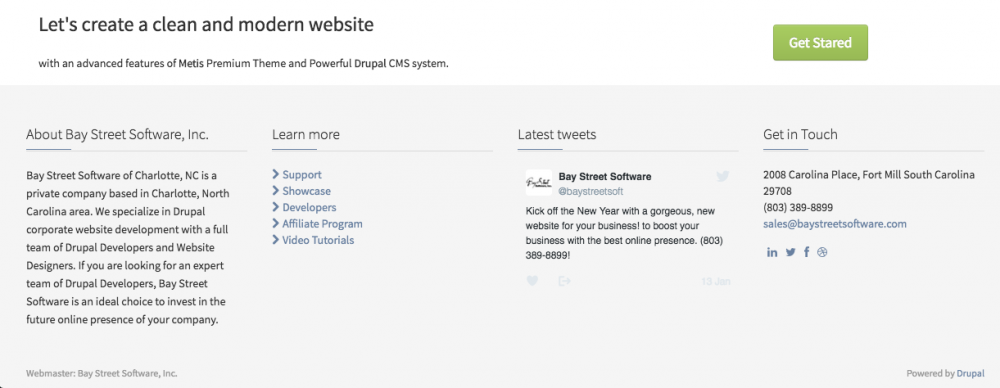 Let's create a clean and modern website
with an advanced features of Metis Premium Theme and Powerful Drupal CMS system.
Get Stared
About Bay Street Software, Inc.
Bay Street Software of Charlotte, NC is a
private company based in Charlotte, North
Carolina area. We specialize in Drupal
corporate website development with a full
team of Drupal Developers and Website
Designers. If you are looking for an expert
team of Drupal Developers, Bay Street
Software is an ideal choice to invest in the
future online presence of your company.
Learn more
Support
Showcase
Developers
Affiliate Program
Video Tutorials
Latest tweets
Bay Street Software
@baystreetsoft
Kick off the New Year with a gorgeous, new
website for your business! to boost your
business with the best online presence. (803)
389-8899!
13 Jan
Get in Touch
2008 Carolina Place, Fort Mill South Carolina
29708
(803) 389-8899
sales@baystreetsoftware.com
Webmaster: Bay Street Software, Inc.
Powered by Drupal